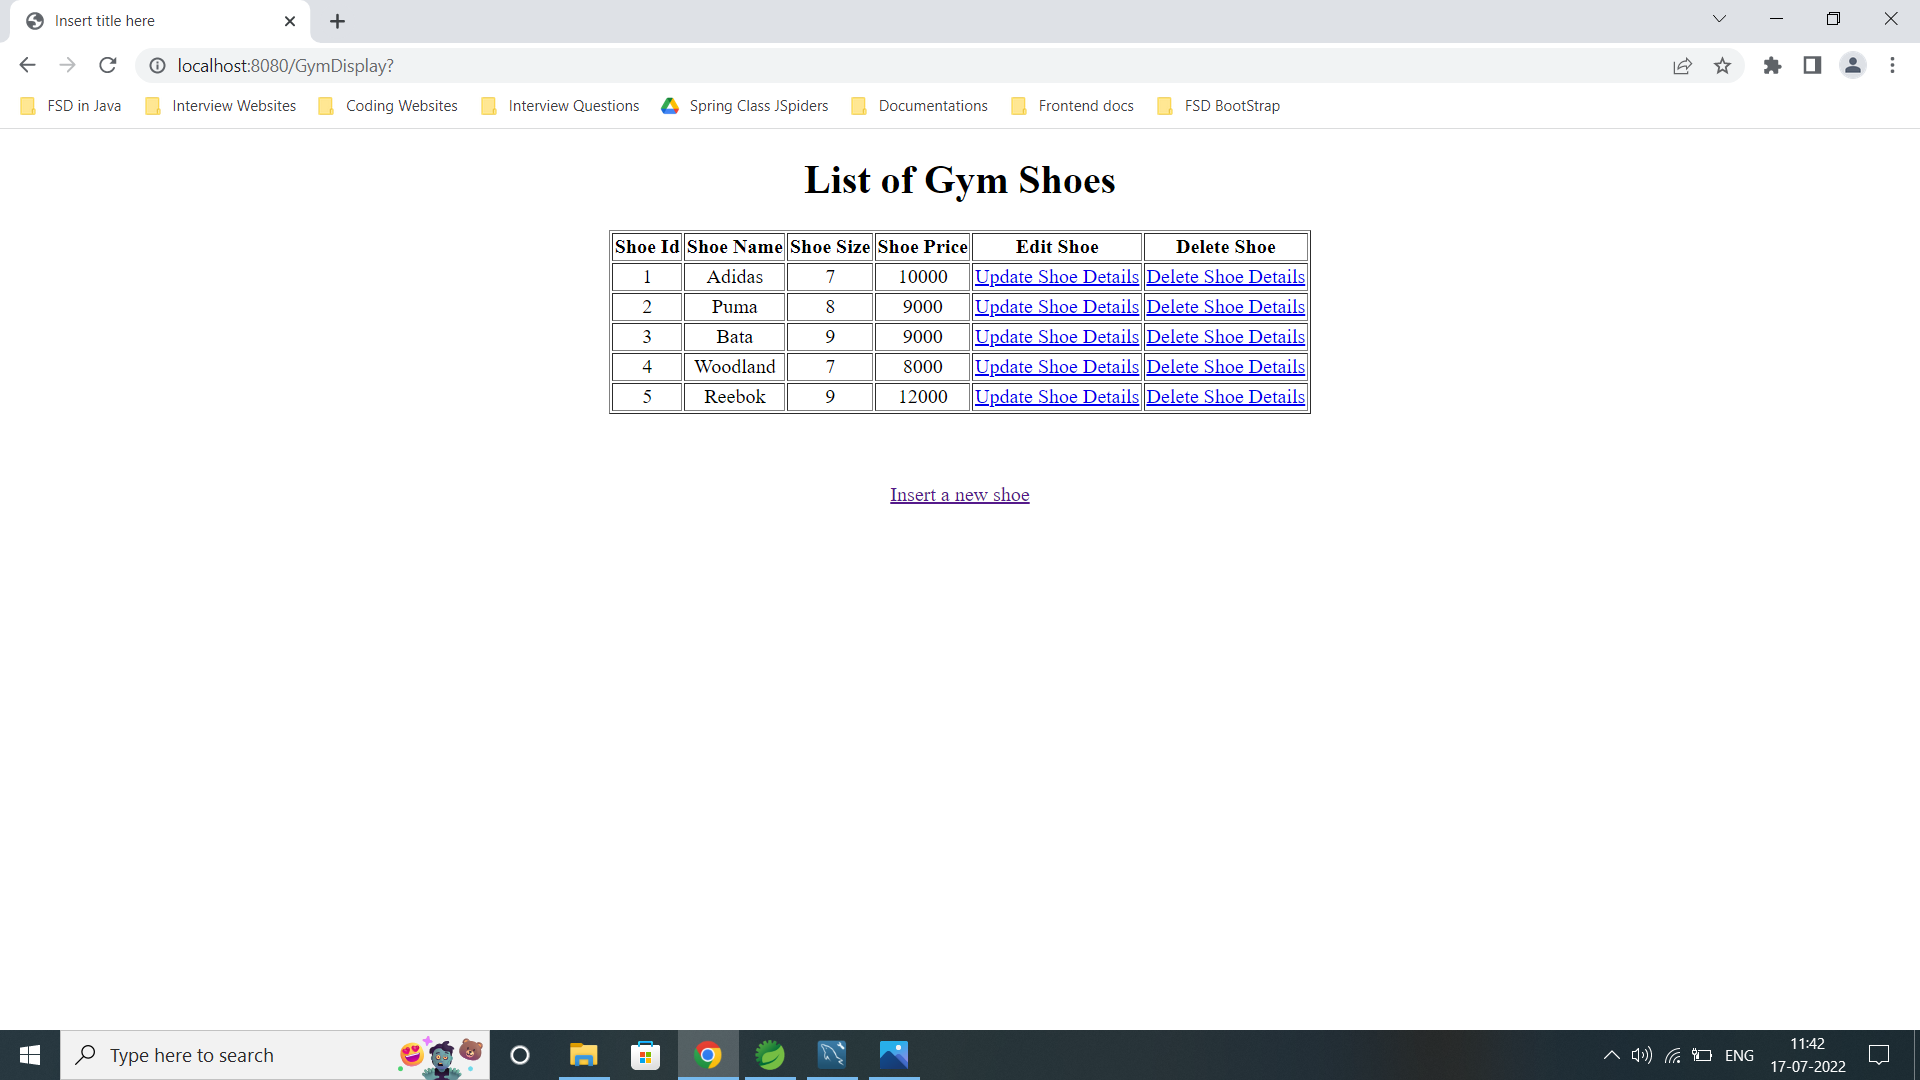 Insert title here
localhost:8080/GymDisplay?
FSD in Java Interview Websites Coding Websites Interview Questions Spring Class JSpiders Documentations Frontend docs FSD BootStrap
List of Gym Shoes
Shoe Id Shoe Name Shoe Size Shoe Price Edit Shoe Delete Shoe
1 Adidas 7 10000 Update Shoe Details Delete Shoe Details
2 Puma 8 9000 Update Shoe Details Delete Shoe Details
3 Bata 9 9000 Update Shoe Details Delete Shoe Details
4 Woodland 7 8000 Update Shoe Details Delete Shoe Details
5 Reebok 9 12000 Update Shoe Details Delete Shoe Details
Insert a new shoe
Type here to search
ENG
11:42
17-07-2022